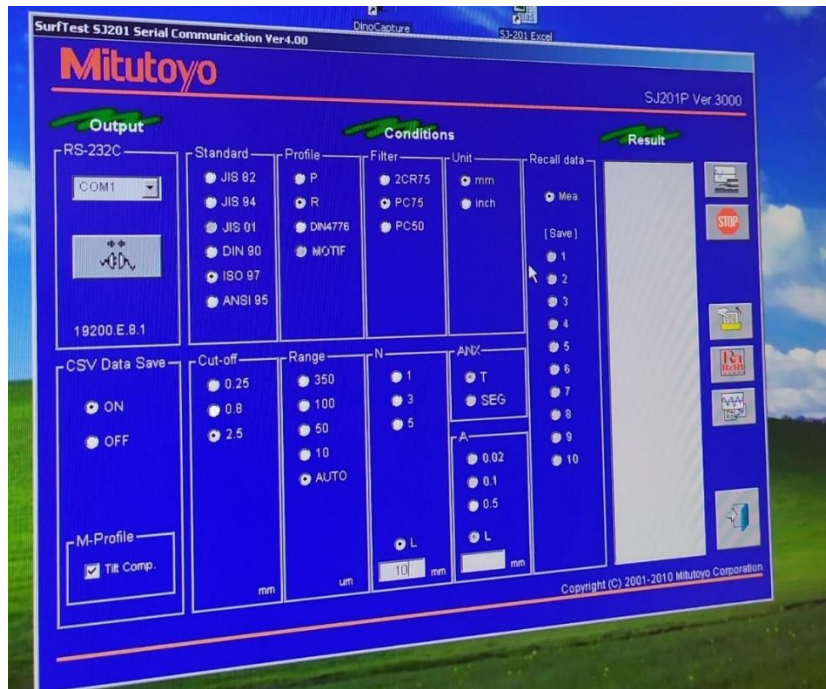 DinoCapture
SJ-201 Excel
SurfTest SJ201 Serial Communication Ver4.00
Mitutoyo
SJ201P Ver 3000
Output
Conditions
Result
RS-232C
COM1
19200.E.8.1
Standard
JIS 82
JIS 94
JIS 01
DIN 90
ISO 97
ANSI 95
Profile
P
R
DIN4776
MOTIF
Filter
2CR75
PC75
PC50
Unit
mm
inch
Recall data
Mea.
[Save]
1
2
3
4
5
6
7
8
9
10
STOP
CSV Data Save
ON
OFF
M-Profile
Tilt Comp.
Cut-off
0.25
0.8
2.5
mm
Range
350
100
50
10
AUTO
um
N
1
3
5
L
10 mm
ANX
T
SEG
A
0.02
0.1
0.5
L
mm
Ra
Copyright (C) 2001-2010 Mitutoyo Corporation